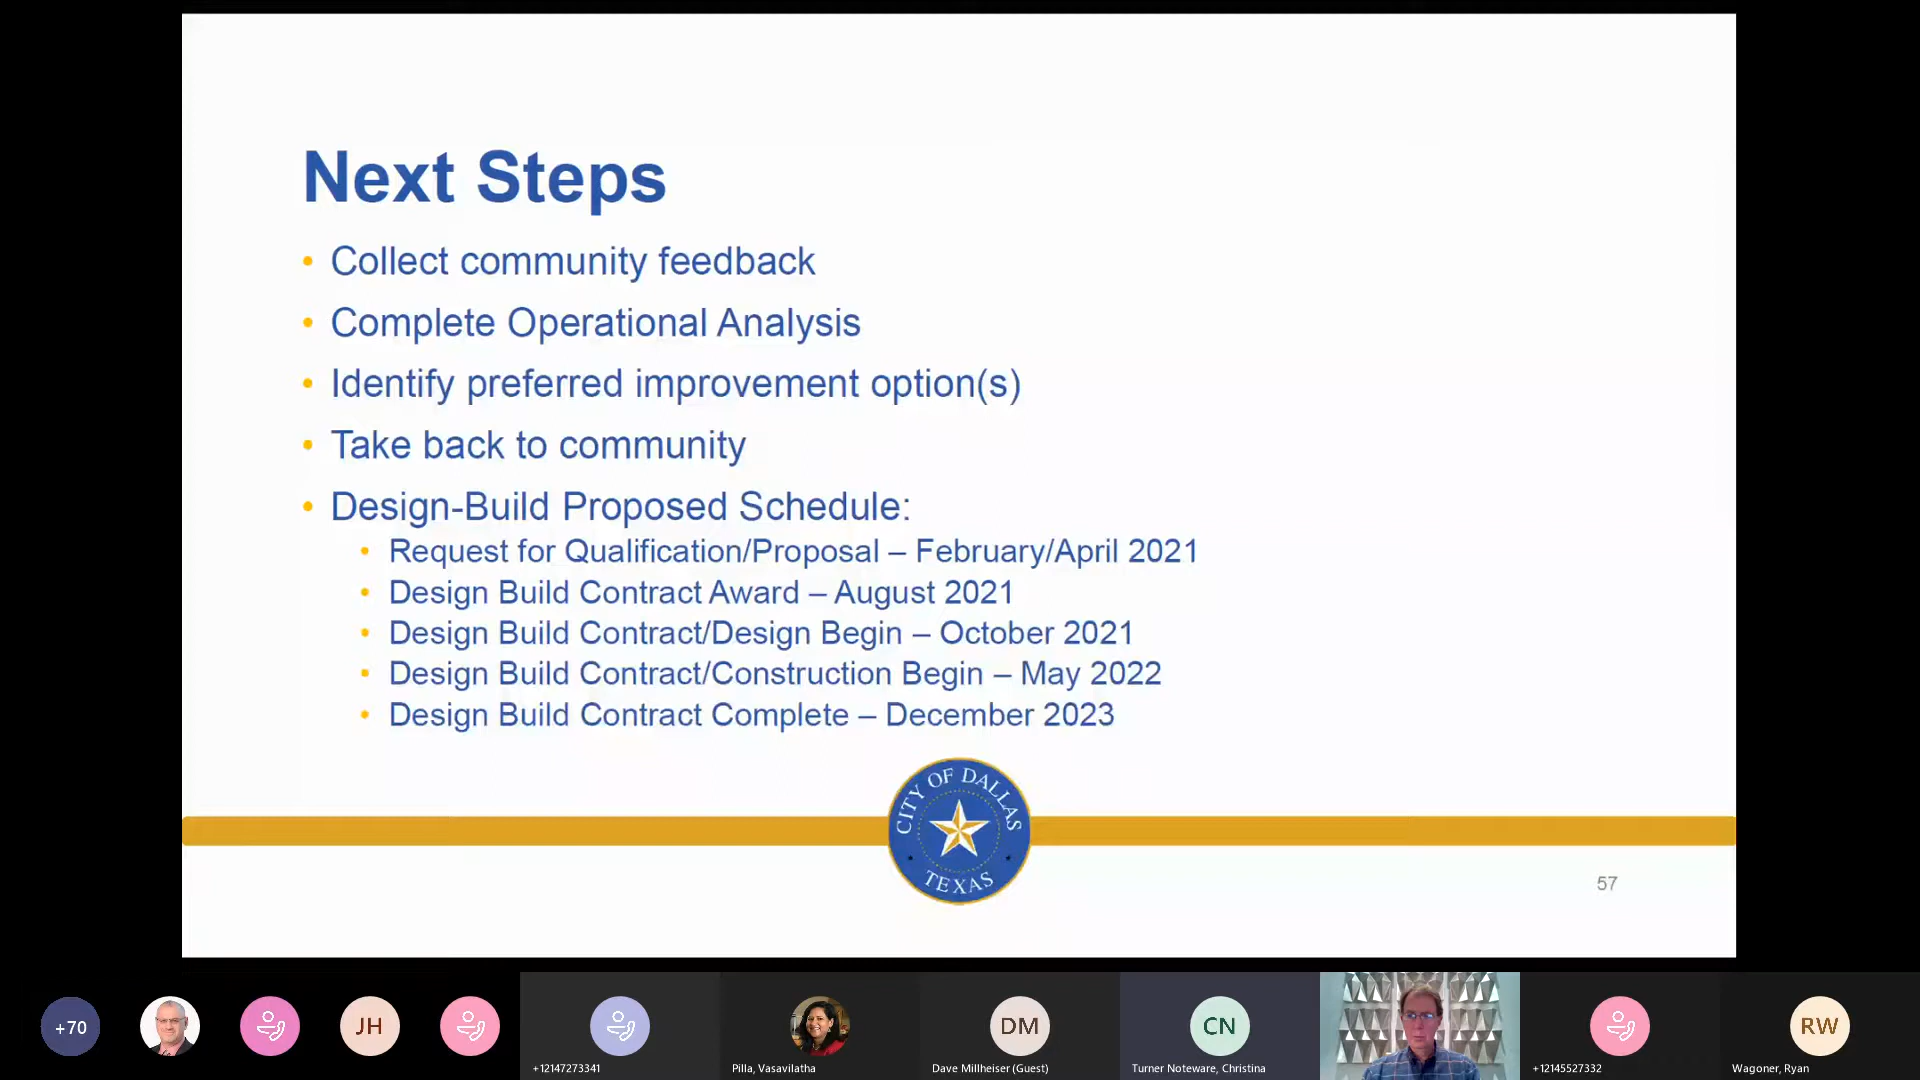 Next Steps
• Collect community feedback
• Complete Operational Analysis
• Identify preferred improvement option(s)
• Take back to community
• Design-Build Proposed Schedule:
• Request for Qualification/Proposal – February/April 2021
• Design Build Contract Award – August 2021
• Design Build Contract/Design Begin – October 2021
• Design Build Contract/Construction Begin – May 2022
• Design Build Contract Complete – December 2023
CITY OF DALLAS
TEXAS
57
+70
JH
DM
CN
RW
+12147273341
Pilla, Vasavilatha
Dave Millheiser (Guest)
Turner Noteware, Christina
+12145527332
Wagoner, Ryan